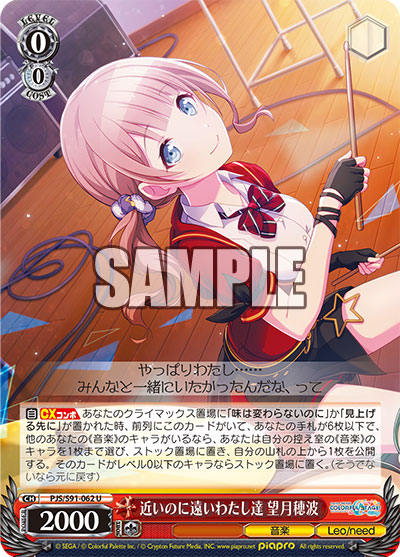 LEVEL
0
0
COST
SAMPLE
やっぱりわたし……
みんなと一緒にいたかったんだな、って
自 CXコンボ あなたのクライマックス置場に「味は変わらないのに」か「見上げ
る先に」が置かれた時、前列にこのカードがいて、あなたの手札が6枚以下で、
他のあなたの《音楽》のキャラがいるなら、あなたは自分の控え室の《音楽》の
キャラを1枚まで選び、ストック置場に置き、自分の山札の上から1枚を公開
する。そのカードがレベル0以下のキャラならストック置場に置く。(そうでな
いなら元に戻す)
CH PJS/S91-062 U
2000
近いのに遠いわたし達 望月穂波
音楽
Leo/need
© SEGA / © Colorful Palette Inc. / © Crypton Future Media, INC. www.piapro.net piapro All rights reserved.